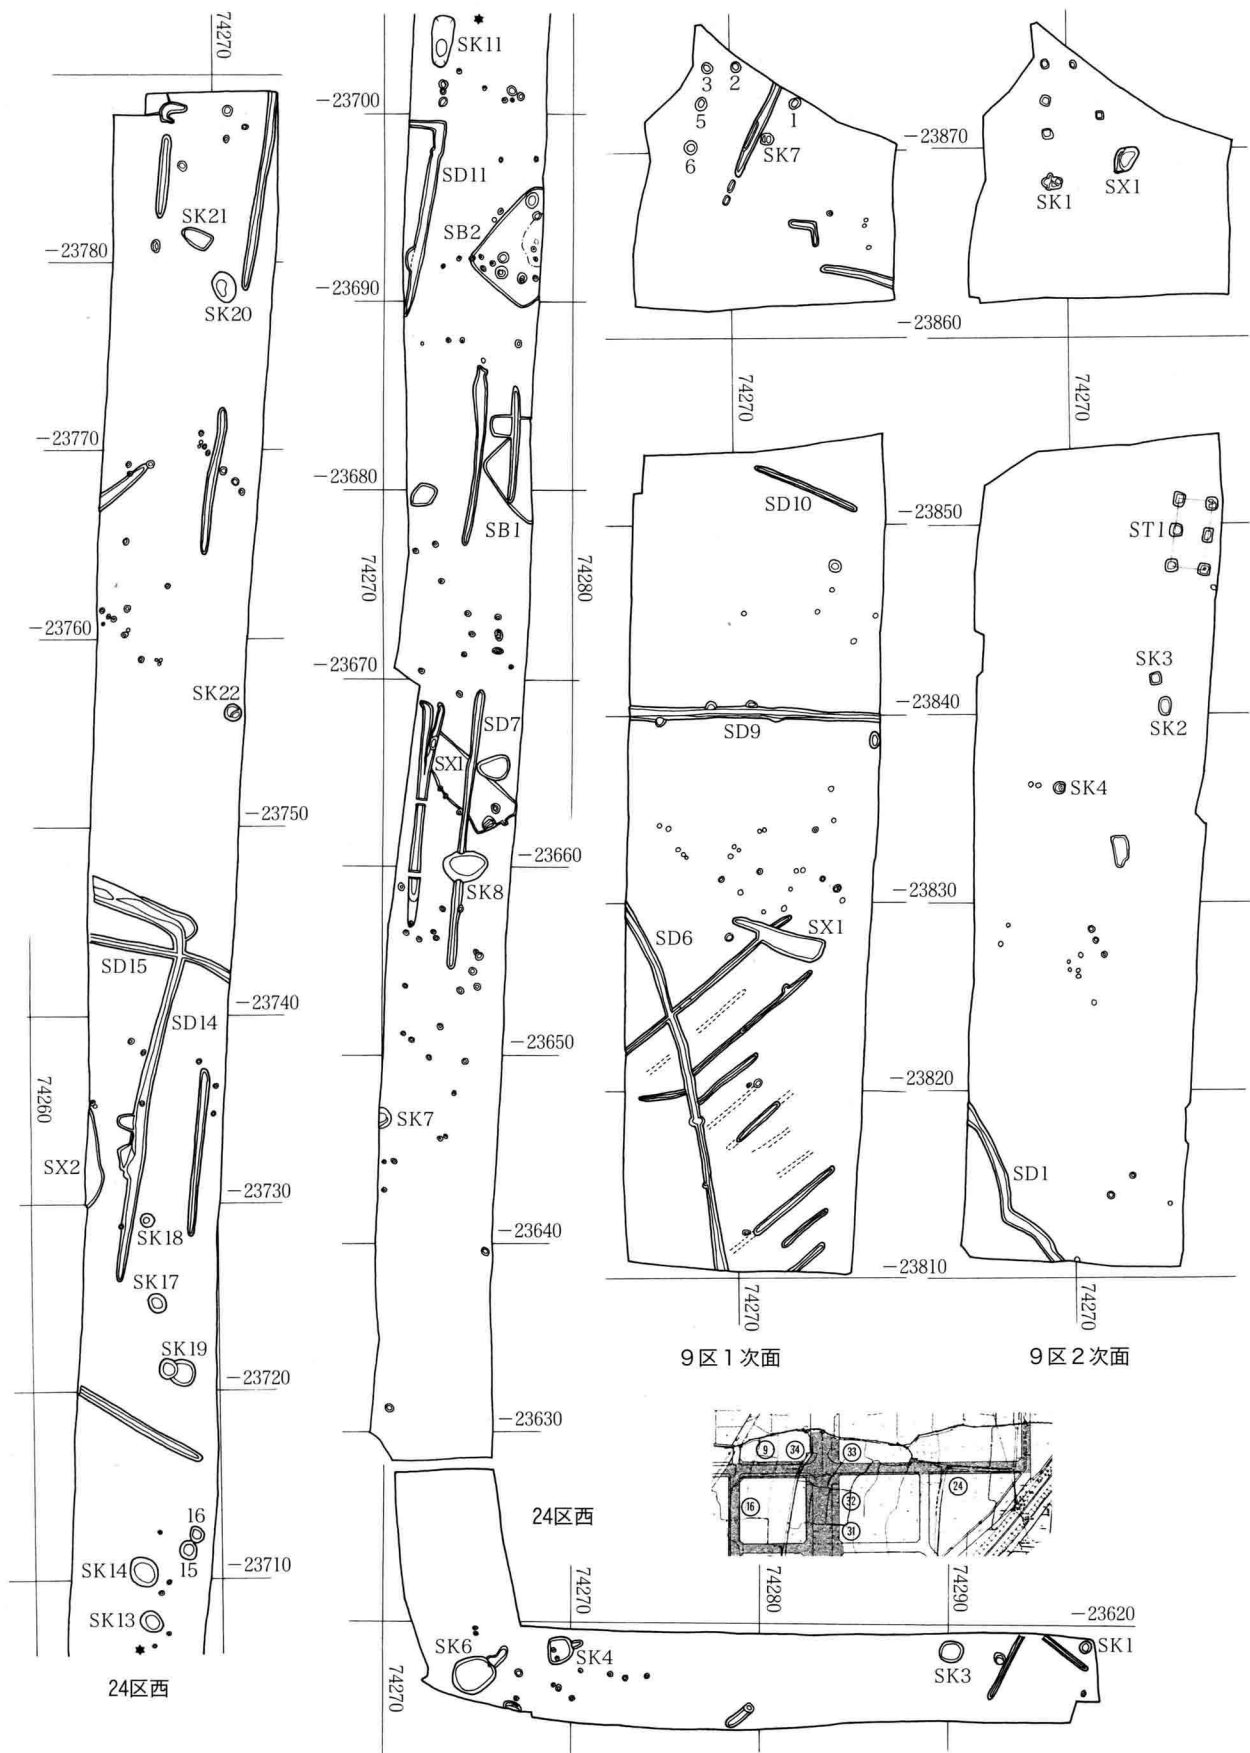 74270
SK21
−23780
SK20
−23770
−23760
SK22
−23750
SD15
−23740
SD14
74260
SX2
−23730
SK18
SK17
SK19
−23720
16
15
SK14
−23710
SK13
24区西
SK11
−23700
SD11
SB2
−23690
−23680
SB1
74270
74280
−23670
SD7
SX1
−23660
SK8
−23650
SK7
−23640
−23630
24区西
3
2
5
1
6
SK7
−23870
SK1
SX1
−23860
74270
74270
SD10
−23850
ST1
SK3
−23840
SK2
SD9
SK4
−23830
SD6
SX1
−23820
SD1
−23810
74270
74270
9区1次面
9区2次面
9
34
33
16
32
24
31
74270
74280
74290
−23620
SK6
SK4
SK3
SK1
74270